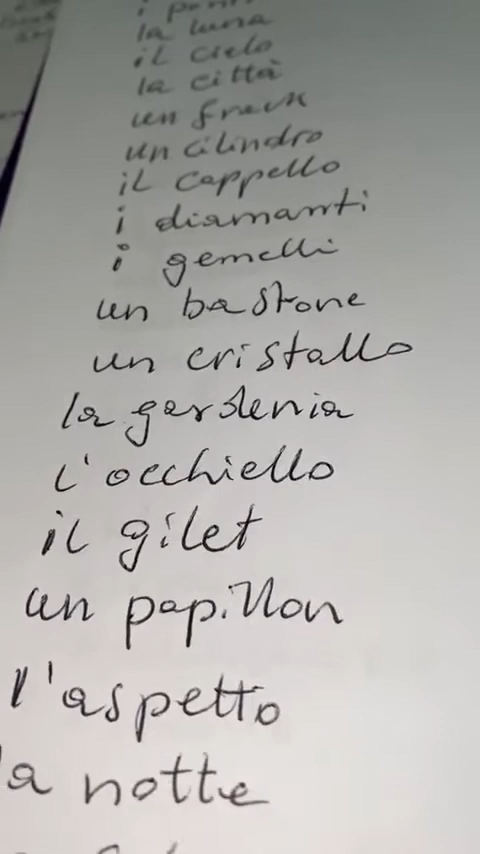 la luna
il cielo
la città
un frack
un cilindro
il cappello
i diamanti
i gemelli
un bastone
un cristallo
la gardenia
l'occhiello
il gilet
un papillon
l'aspetto
la notte